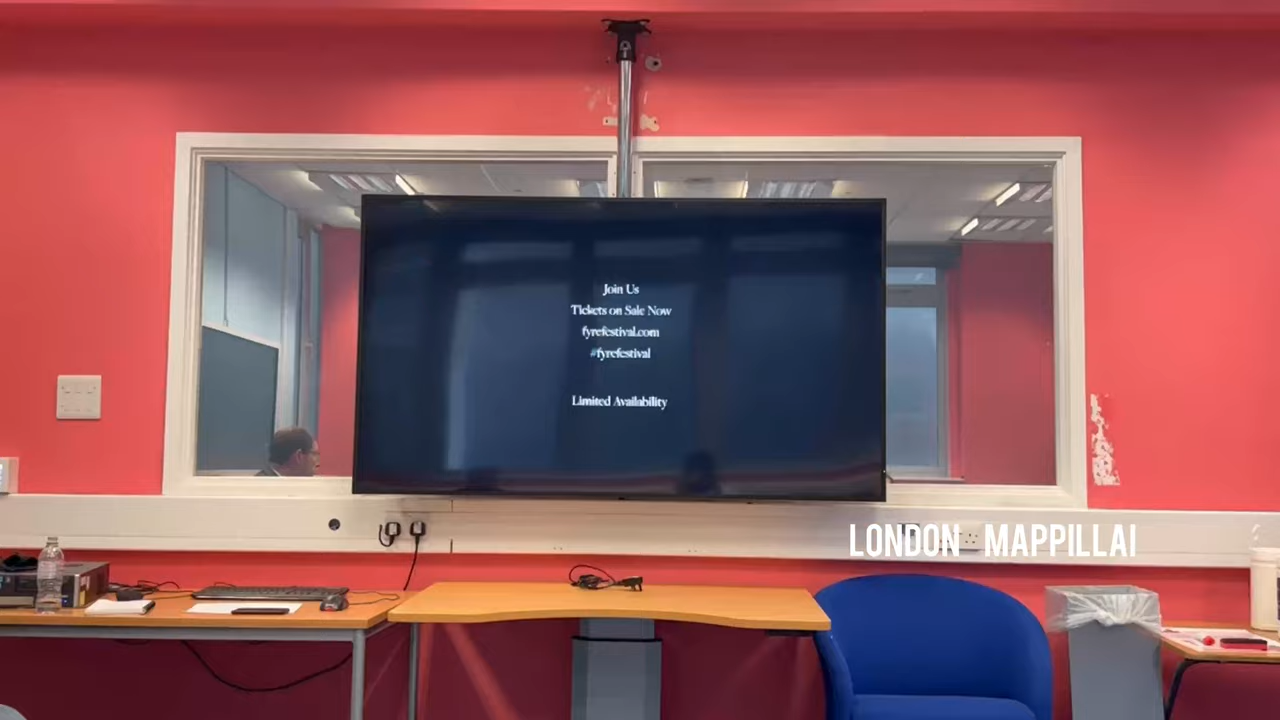 Join Us
Tickets on Sale Now
fyrefestival.com
#fyrefestival
Limited Availability
LONDON MAPPILLAI